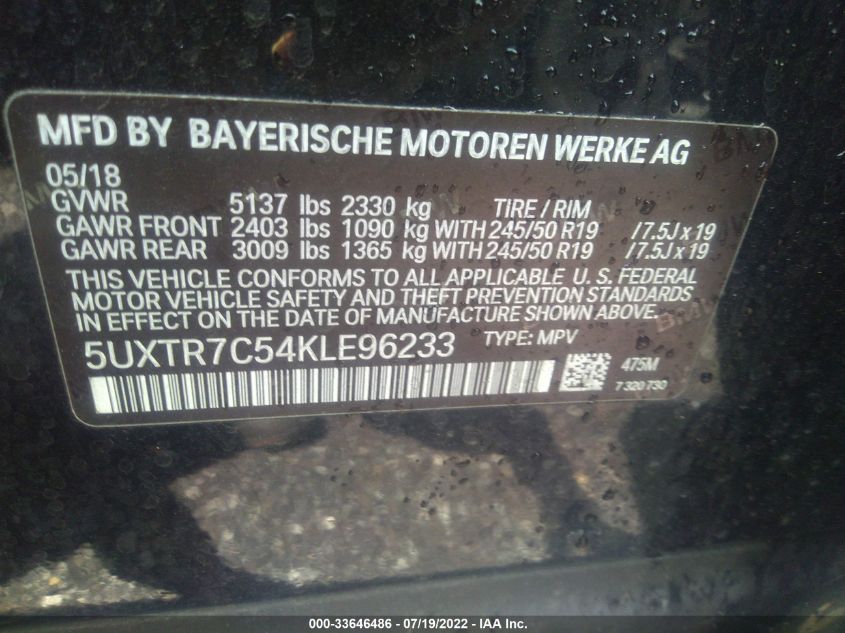 MFD BY BAYERISCHE MOTOREN WERKE AG
05/18
GVWR 5137 lbs 2330 kg TIRE / RIM
GAWR FRONT 2403 lbs 1090 kg WITH 245/50 R19 /7.5J x 19
GAWR REAR 3009 lbs 1365 kg WITH 245/50 R19 /7.5J x 19
THIS VEHICLE CONFORMS TO ALL APPLICABLE U. S. FEDERAL
MOTOR VEHICLE SAFETY AND THEFT PREVENTION STANDARDS
IN EFFECT ON THE DATE OF MANUFACTURE SHOWN ABOVE.
5UXTR7C54KLE96233 TYPE: MPV
475M
7 320 730
000-33646486 / 07/19/2022 - IAA Inc.